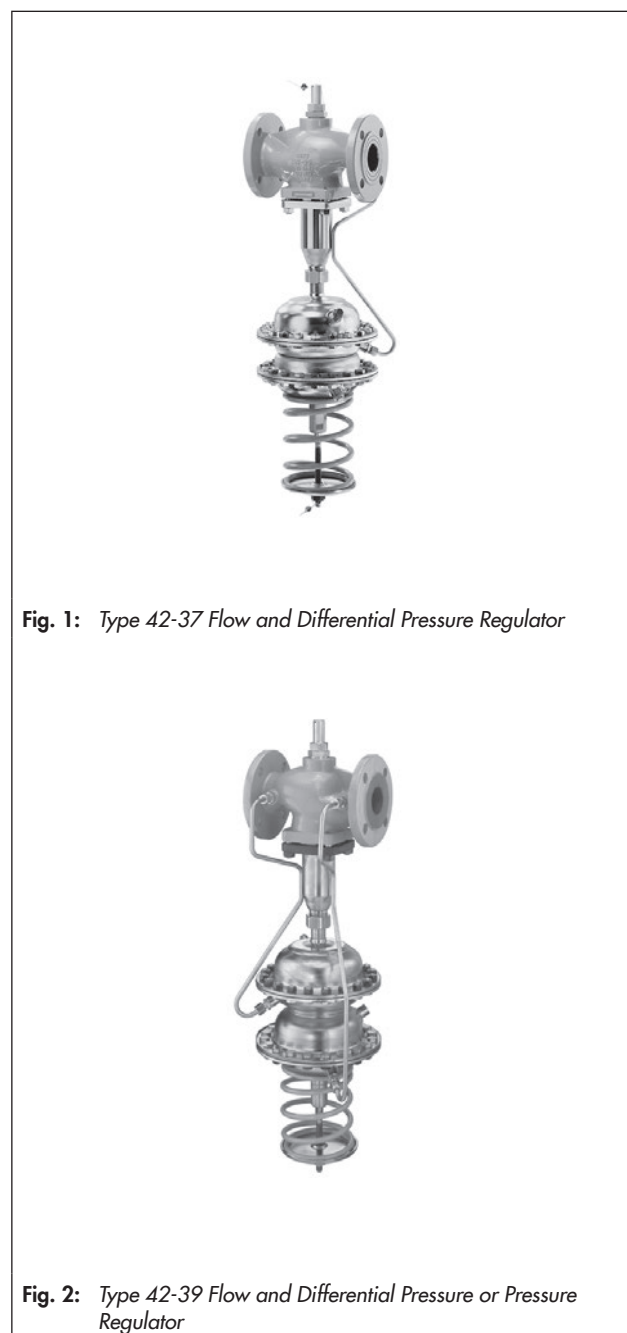 Fig. 1: Type 42-37 Flow and Differential Pressure Regulator
Fig. 2: Type 42-39 Flow and Differential Pressure or Pressure
Regulator